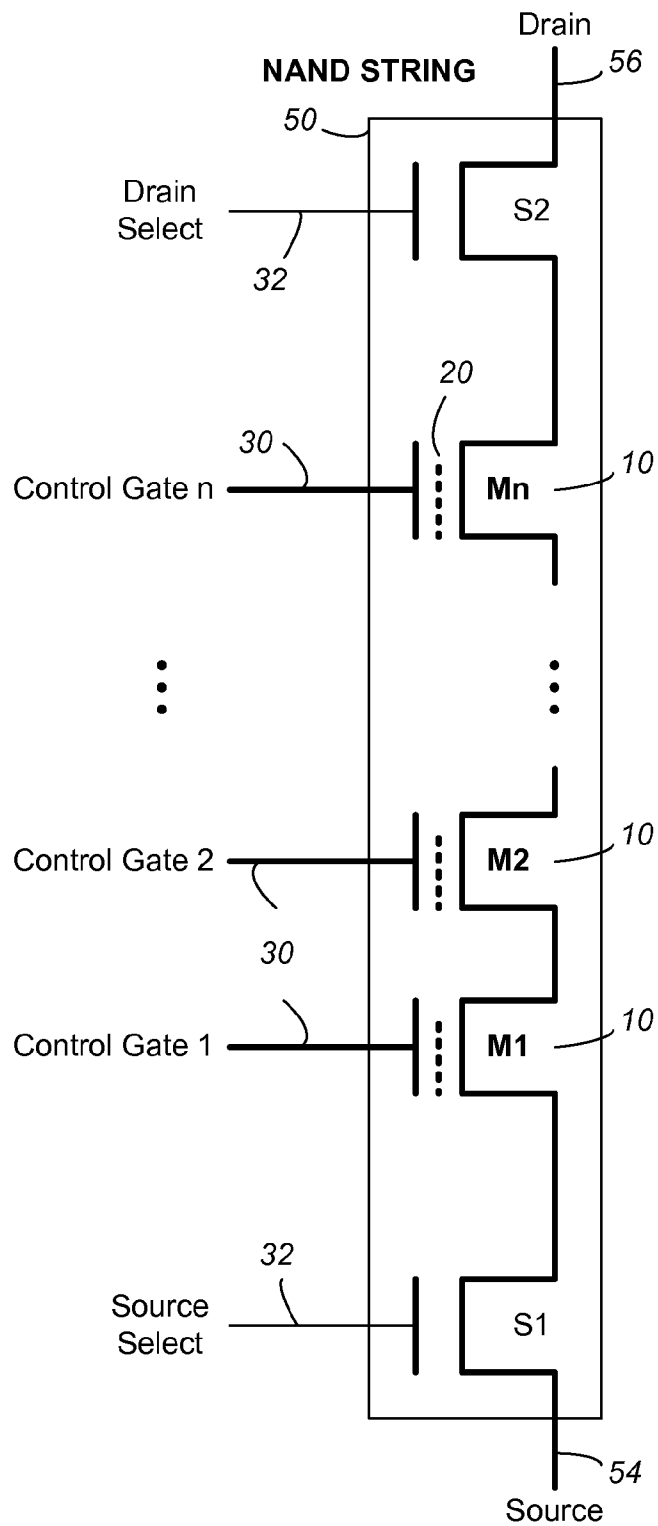 Drain
56
NAND STRING
50
Drain
Select
32
S2
20
30
Control Gate n
Mn
10
Control Gate 2
M2
10
30
Control Gate 1
M1
10
32
Source
Select
S1
54
Source